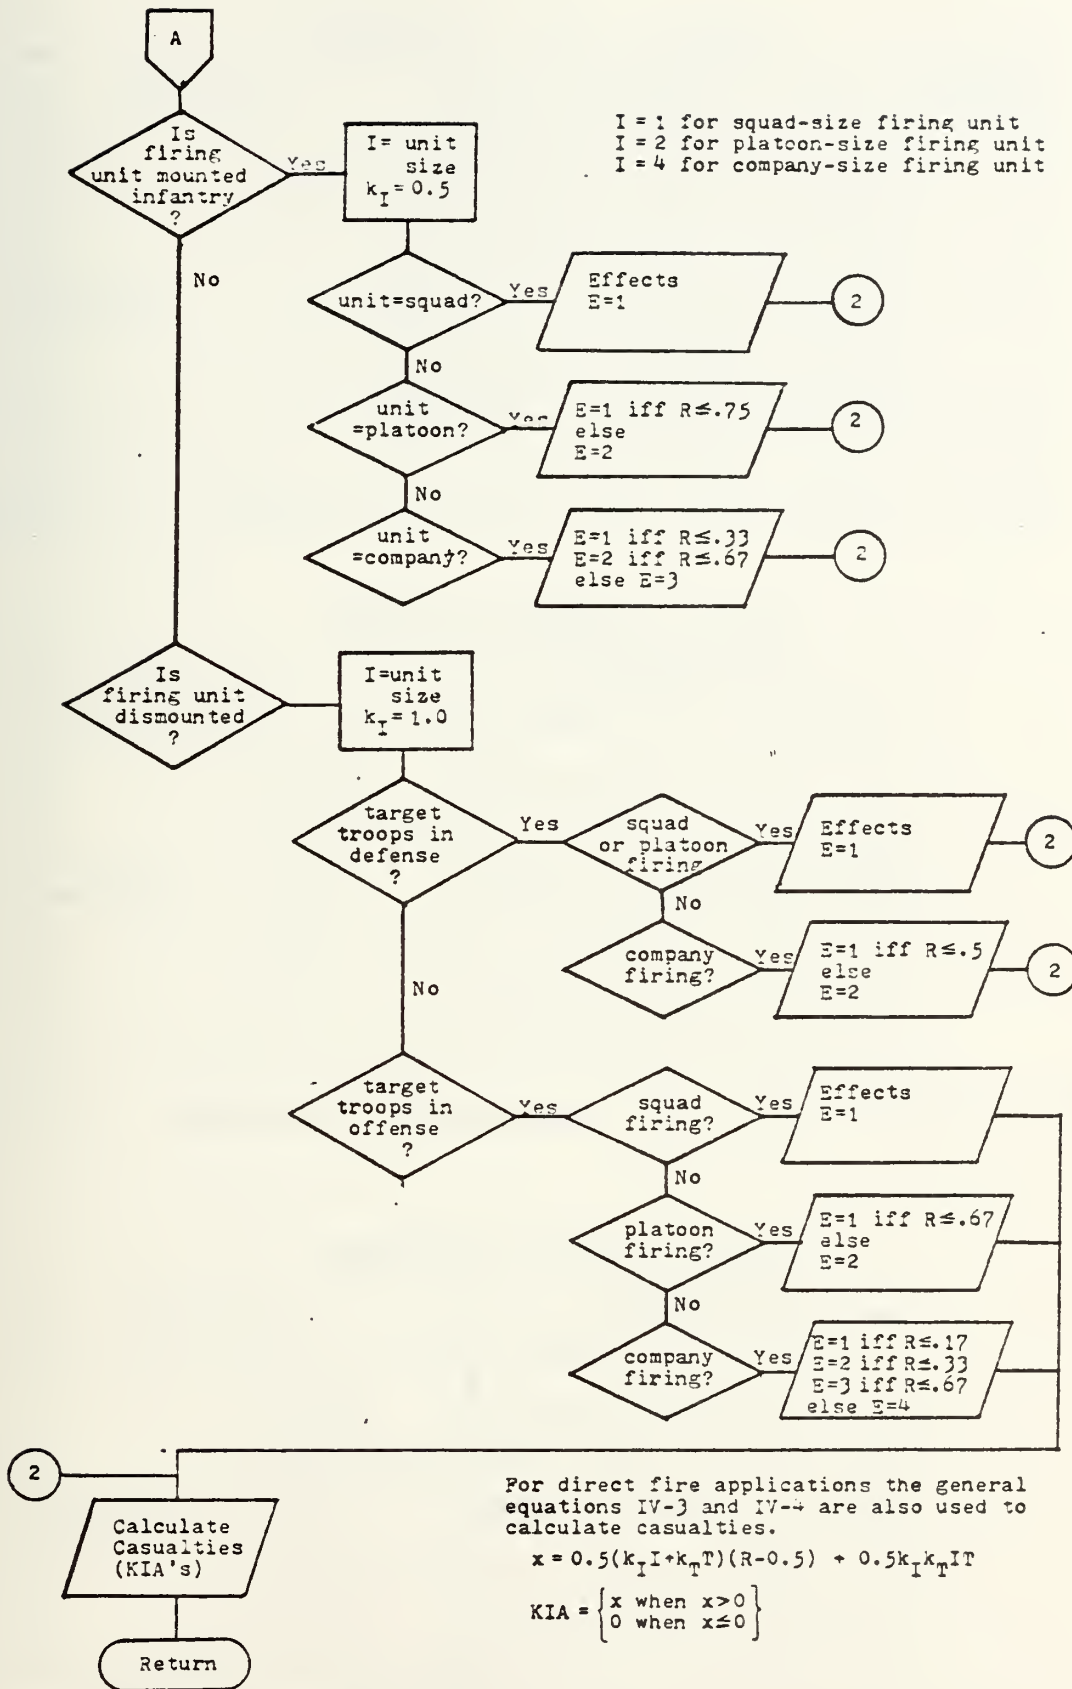 A
Is
firing
unit mounted
infantry
?
Yes
I= unit
size
k_I = 0.5
I = 1 for squad-size firing unit
I = 2 for platoon-size firing unit
I = 4 for company-size firing unit
No
unit=squad?
Yes
Effects
E=1
2
No
unit
=platoon?
Yes
E=1 iff R≤.75
else
E=2
2
No
unit
=company?
Yes
E=1 iff R≤.33
E=2 iff R≤.67
else E=3
2
Is
firing unit
dismounted
?
I=unit
size
k_I = 1.0
target
troops in
defense
?
Yes
squad
or platoon
firing
Yes
Effects
E=1
2
No
company
firing?
Yes
E=1 iff R≤.5
else
E=2
2
No
target
troops in
offense
?
Yes
squad
firing?
Yes
Effects
E=1
No
platoon
firing?
Yes
E=1 iff R≤.67
else
E=2
No
company
firing?
Yes
E=1 iff R≤.17
E=2 iff R≤.33
E=3 iff R≤.67
else E=4
2
Calculate
Casualties
(KIA's)
Return
For direct fire applications the general
equations IV-3 and IV-4 are also used to
calculate casualties.
x = 0.5(k_I I+k_T T)(R-0.5) + 0.5k_I k_T IT
KIA = {x when x>0
0 when x≤0}